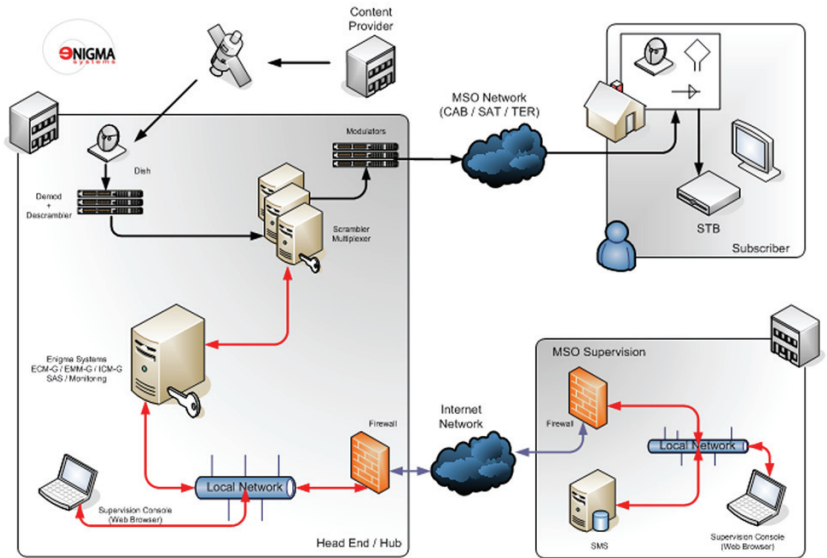 Content
Provider
ENIGMA
systems
MSO Network
(CAB / SAT / TER)
Modulators
Dish
Demod
+
Descrambler
Scrambler
Multiplexer
STB
Subscriber
Enigma Systems
ECM-G / EMM-G / ICM-G
SAS / Monitoring
MSO Supervision
Internet
Network
Firewall
Firewall
Local Network
Local Network
Supervision Console
(Web Browser)
SMS
Supervision Console
(Web Browser)
Head End / Hub